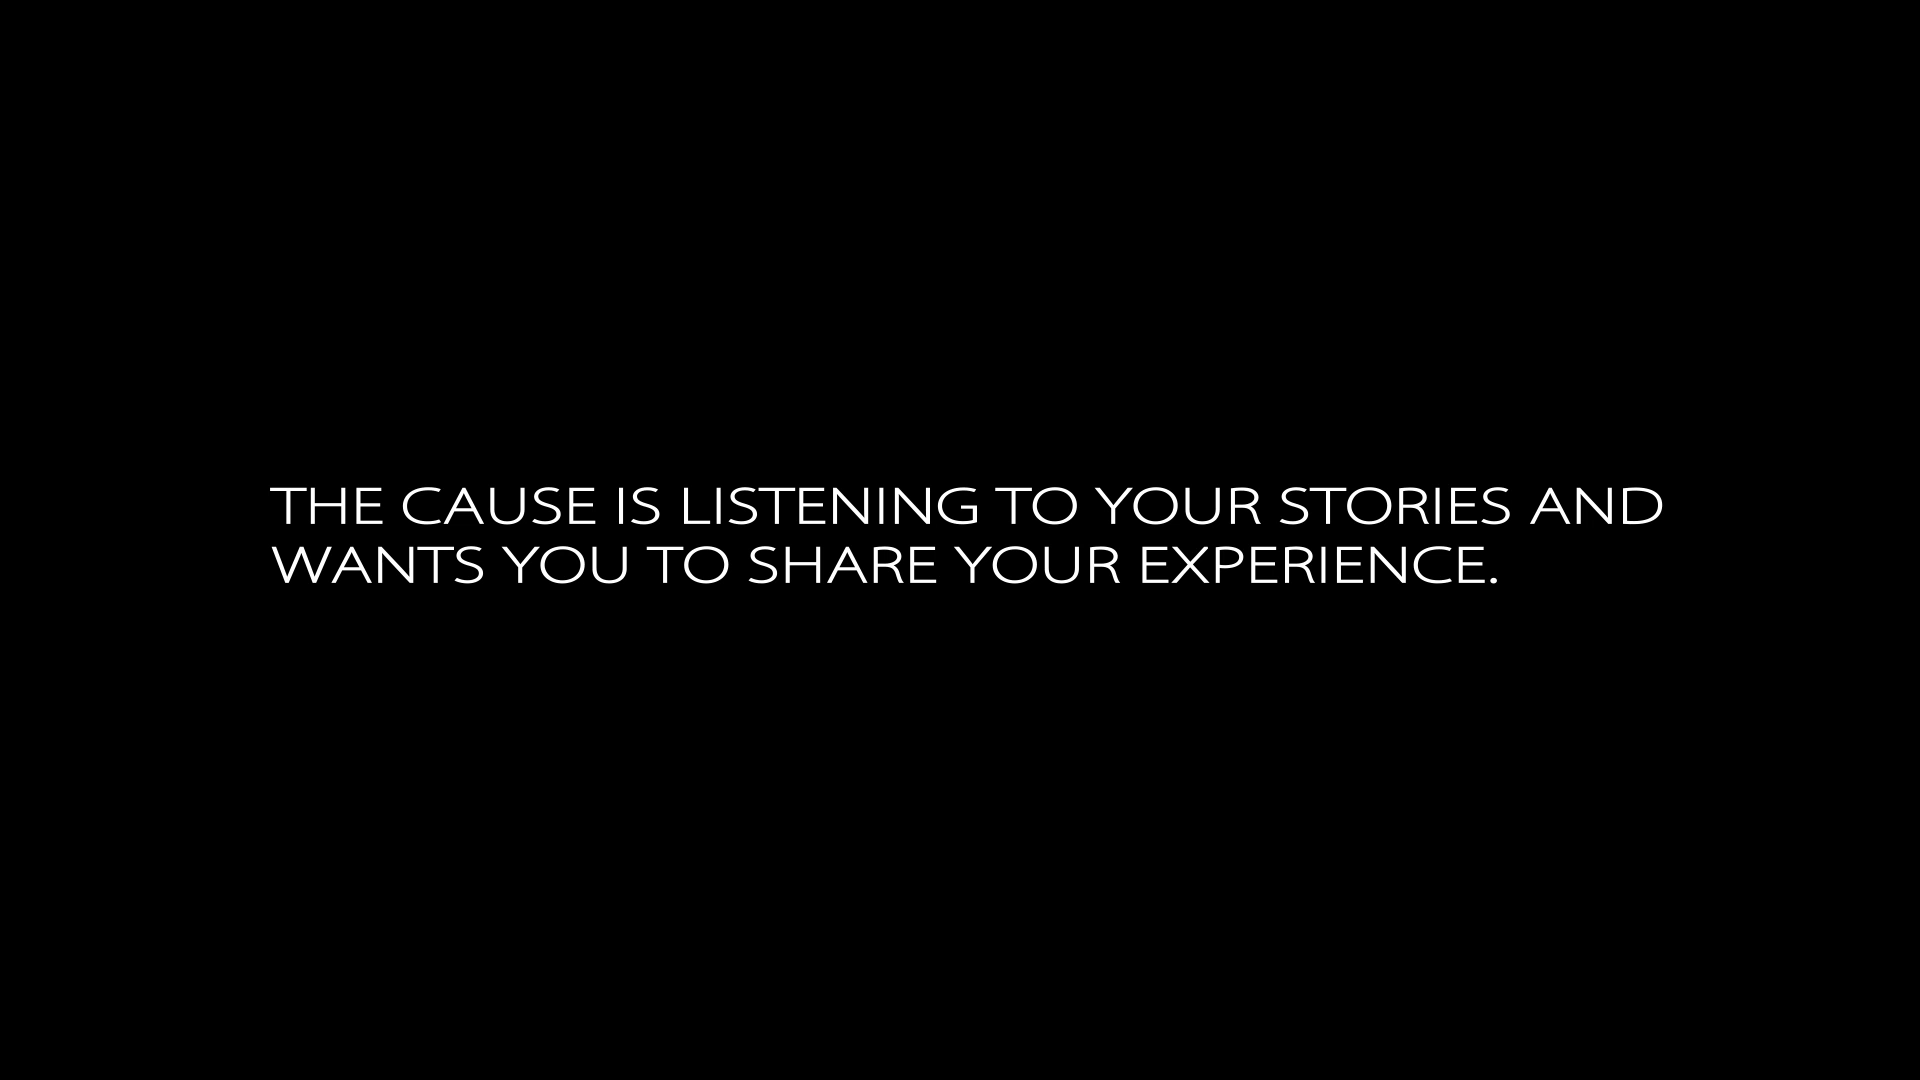 THE CAUSE IS LISTENING TO YOUR STORIES AND
WANTS YOU TO SHARE YOUR EXPERIENCE.